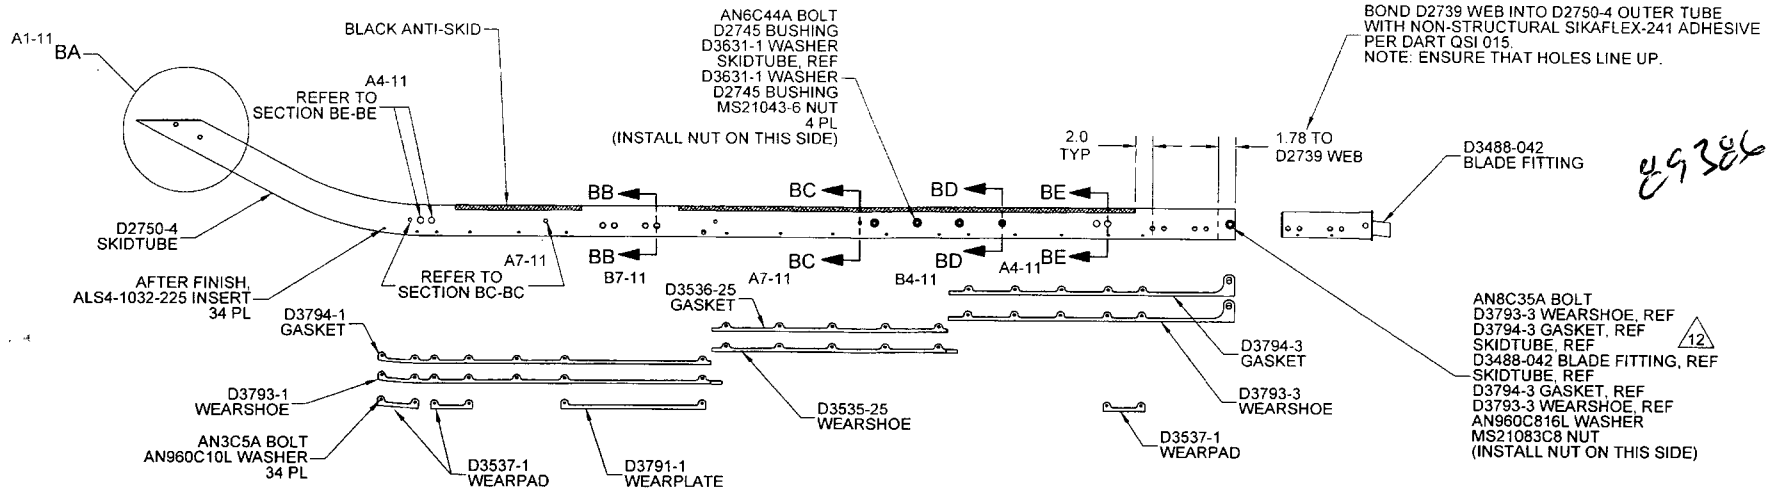 A1-11
BA
BLACK ANTI-SKID
A4-11
REFER TO
SECTION BE-BE
AN6C44A BOLT
D2745 BUSHING
D3631-1 WASHER
SKIDTUBE, REF
D3631-1 WASHER
D2745 BUSHING
MS21043-6 NUT
4 PL
(INSTALL NUT ON THIS SIDE)
BOND D2739 WEB INTO D2750-4 OUTER TUBE
WITH NON-STRUCTURAL SIKAFLEX-241 ADHESIVE
PER DART QSI 015.
NOTE: ENSURE THAT HOLES LINE UP.
2.0
TYP
1.78 TO
D2739 WEB
D3488-042
BLADE FITTING
89386
BB
BC
BD
BE
D2750-4
SKIDTUBE
AFTER FINISH,
ALS4-1032-225 INSERT
34 PL
A7-11
REFER TO
SECTION BC-BC
BB
B7-11
BC
A7-11
BD
B4-11
BE
A4-11
D3794-1
GASKET
D3536-25
GASKET
D3794-3
GASKET
D3793-1
WEARSHOE
D3535-25
WEARSHOE
D3793-3
WEARSHOE
AN3C5A BOLT
AN960C10L WASHER
34 PL
D3537-1
WEARPAD
D3791-1
WEARPLATE
D3537-1
WEARPAD
AN8C35A BOLT
D3793-3 WEARSHOE, REF
D3794-3 GASKET, REF
SKIDTUBE, REF
D3488-042 BLADE FITTING, REF
SKIDTUBE, REF
D3794-3 GASKET, REF
D3793-3 WEARSHOE, REF
AN960C816L WASHER
MS21083C8 NUT
(INSTALL NUT ON THIS SIDE)
12